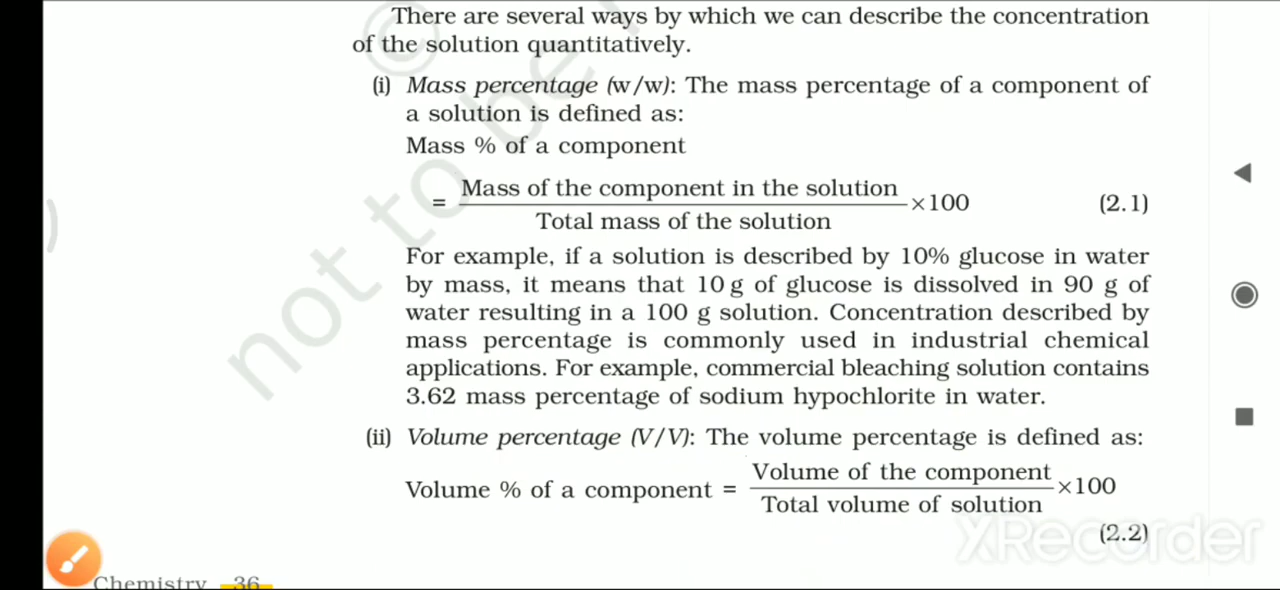 There are several ways by which we can describe the concentration
of the solution quantitatively.
(i) Mass percentage (w/w): The mass percentage of a component of
a solution is defined as:
Mass % of a component
= Mass of the component in the solution / Total mass of the solution ×100 (2.1)
For example, if a solution is described by 10% glucose in water
by mass, it means that 10 g of glucose is dissolved in 90 g of
water resulting in a 100 g solution. Concentration described by
mass percentage is commonly used in industrial chemical
applications. For example, commercial bleaching solution contains
3.62 mass percentage of sodium hypochlorite in water.
(ii) Volume percentage (V/V): The volume percentage is defined as:
Volume % of a component = Volume of the component / Total volume of solution ×100
(2.2)
Chemistry 36
© not to be
XRecorder